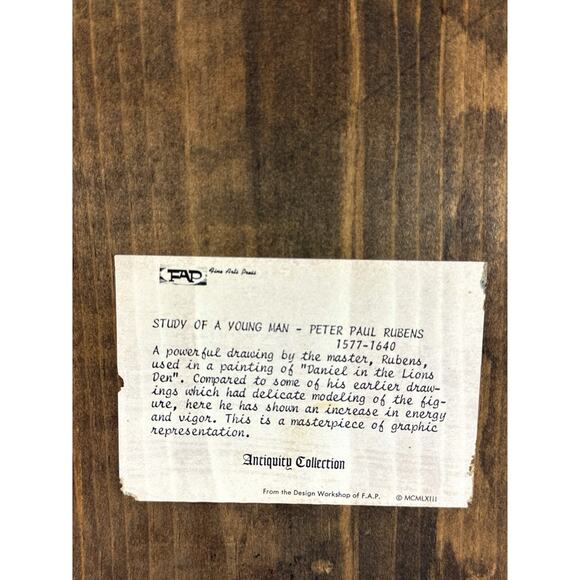 FAP Fine Arts Press
STUDY OF A YOUNG MAN - PETER PAUL RUBENS
1577-1640
A powerful drawing by the master, Rubens,
used in a painting of "Daniel in the Lions
Den". Compared to some of his earlier draw-
ings which had delicate modeling of the fig-
ure, here he has shown an increase in energy
and vigor. This is a masterpiece of graphic
representation.
Antiquity Collection
From the Design Workshop of F.A.P. © MCMLXIII